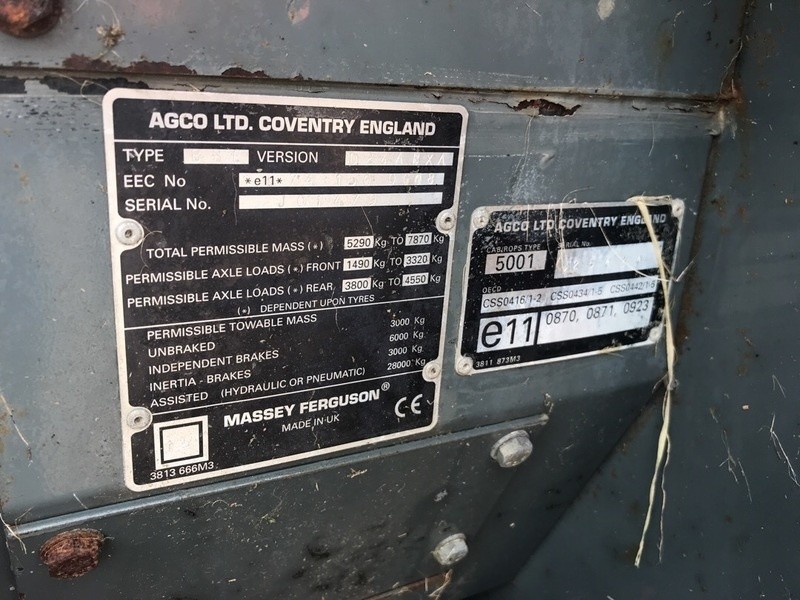 AGCO LTD. COVENTRY ENGLAND
TYPE VERSION
EEC No *e11*
SERIAL No.
TOTAL PERMISSIBLE MASS (*) 5290 Kg TO 7870 Kg
PERMISSIBLE AXLE LOADS (*) FRONT 1490 Kg TO 3320 Kg
PERMISSIBLE AXLE LOADS (*) REAR 3800 Kg TO 4550 Kg
(*) DEPENDENT UPON TYRES
PERMISSIBLE TOWABLE MASS
UNBRAKED 3000 Kg
INDEPENDENT BRAKES 6000 Kg
INERTIA - BRAKES 3000 Kg
ASSISTED (HYDRAULIC OR PNEUMATIC) 28000 Kg
MASSEY FERGUSON®
MADE IN UK
CE
3813 666M3
AGCO LTD COVENTRY ENGLAND
CAB/ROPS TYPE SERIAL No.
5001
OECD
CSS0416/1-2 CSS0434/1-5 CSS0442/1-5
e11 0870, 0871, 0923
3811 873M3